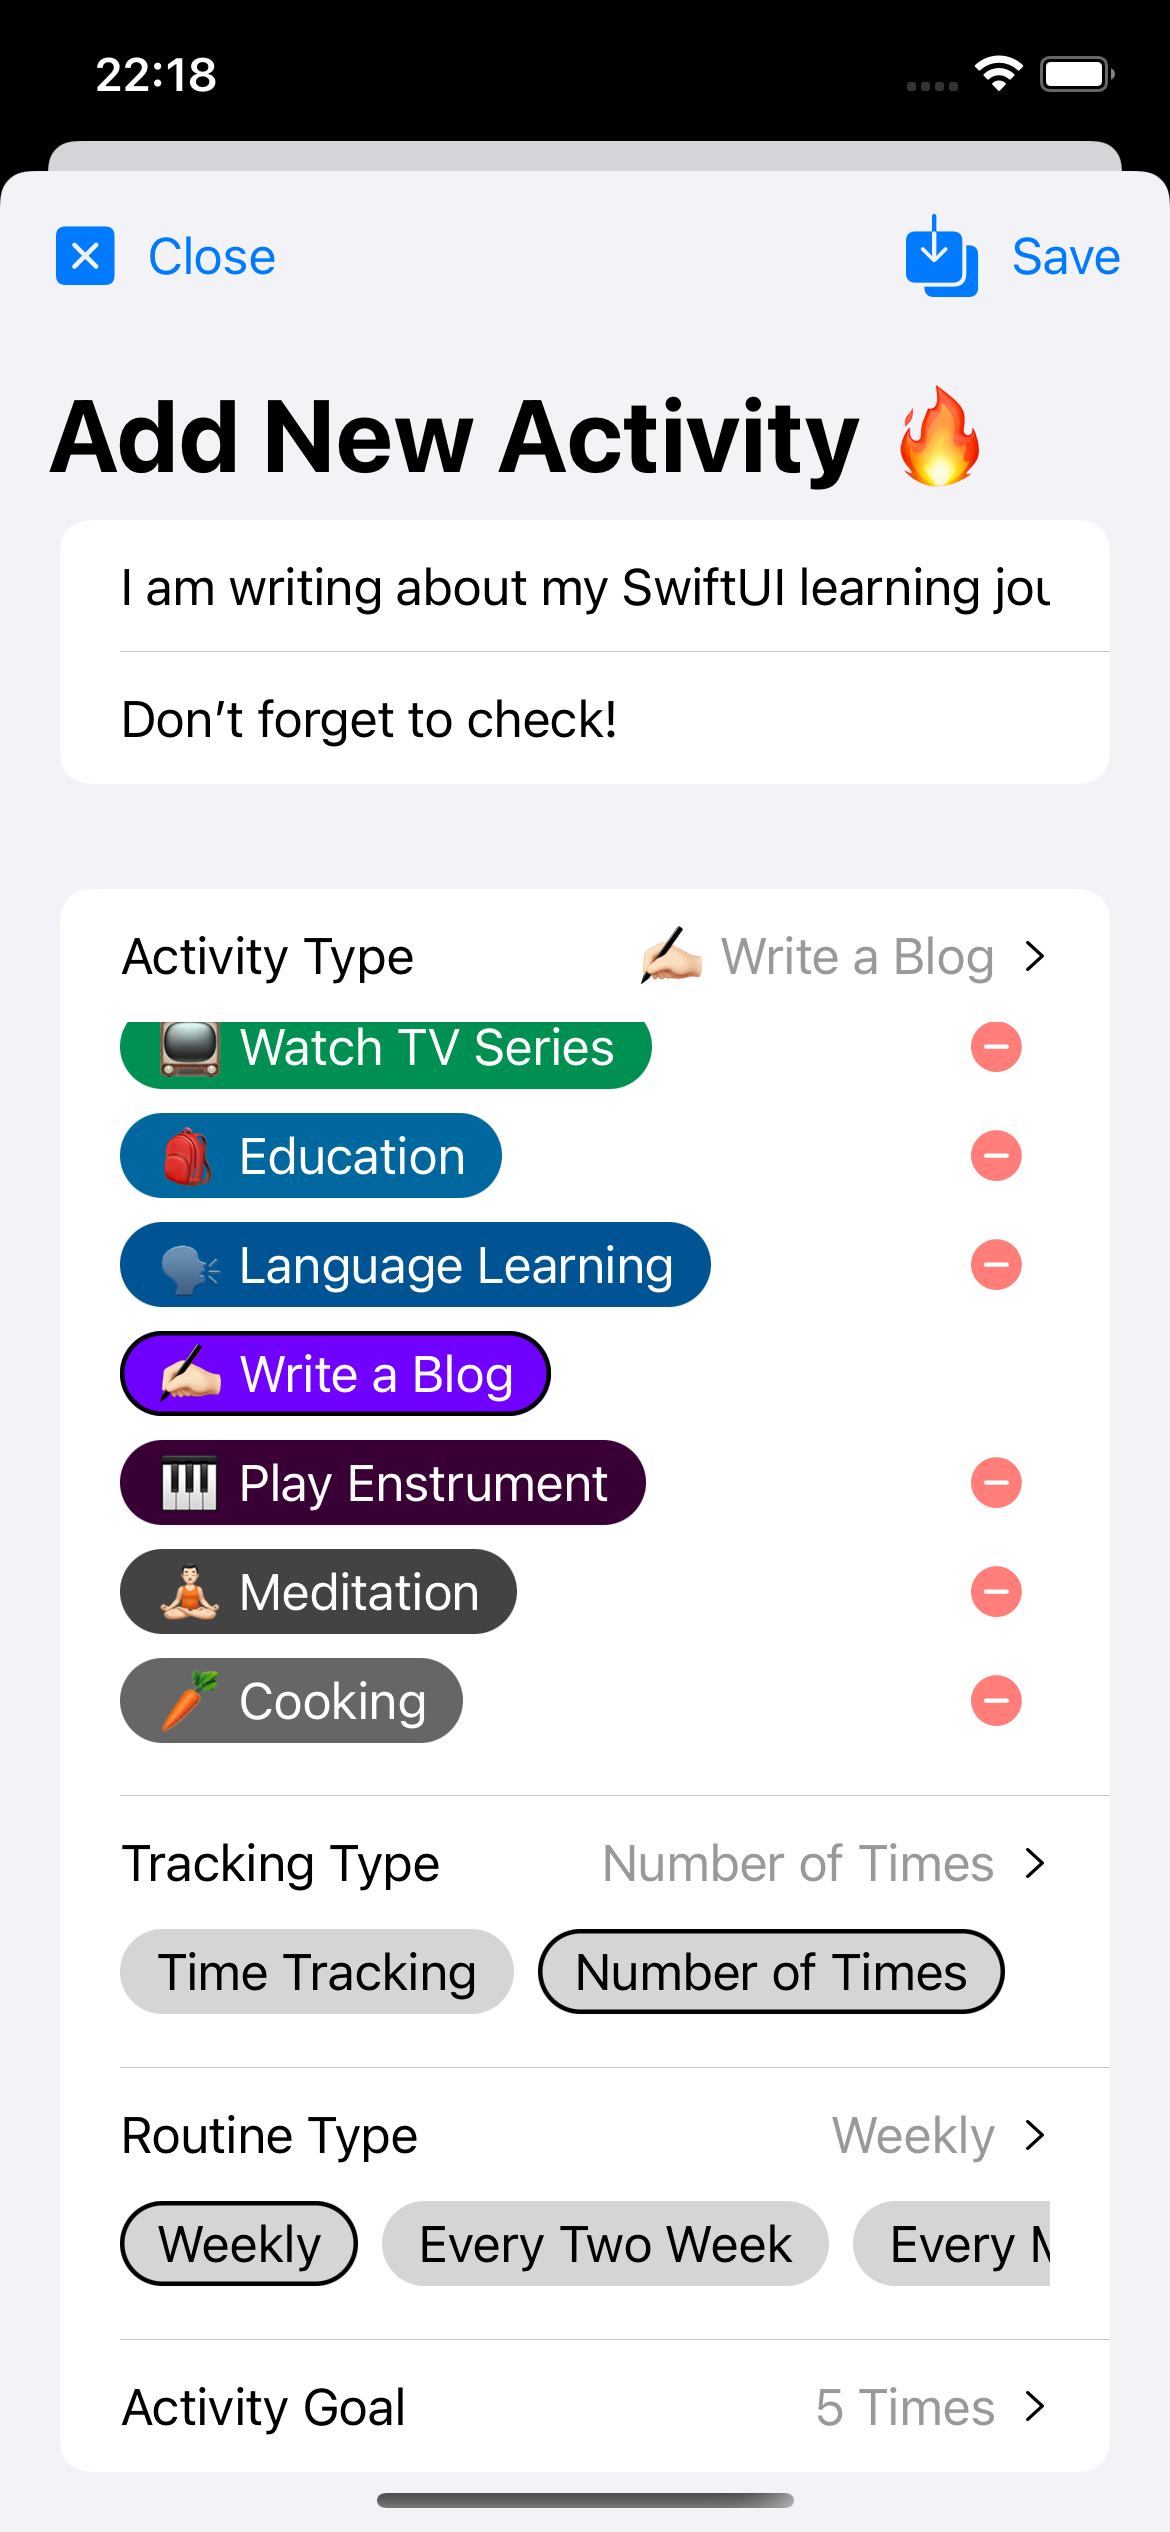 22:18
Close Save
Add New Activity 🔥
I am writing about my SwiftUI learning jou
Don’t forget to check!
Activity Type ✍🏻 Write a Blog
📺 Watch TV Series
🎒 Education
🗣 Language Learning
✍🏻 Write a Blog
🎹 Play Enstrument
🧘🏻‍♂️ Meditation
🥕 Cooking
Tracking Type Number of Times
Time Tracking Number of Times
Routine Type Weekly
Weekly Every Two Week Every
Activity Goal 5 Times